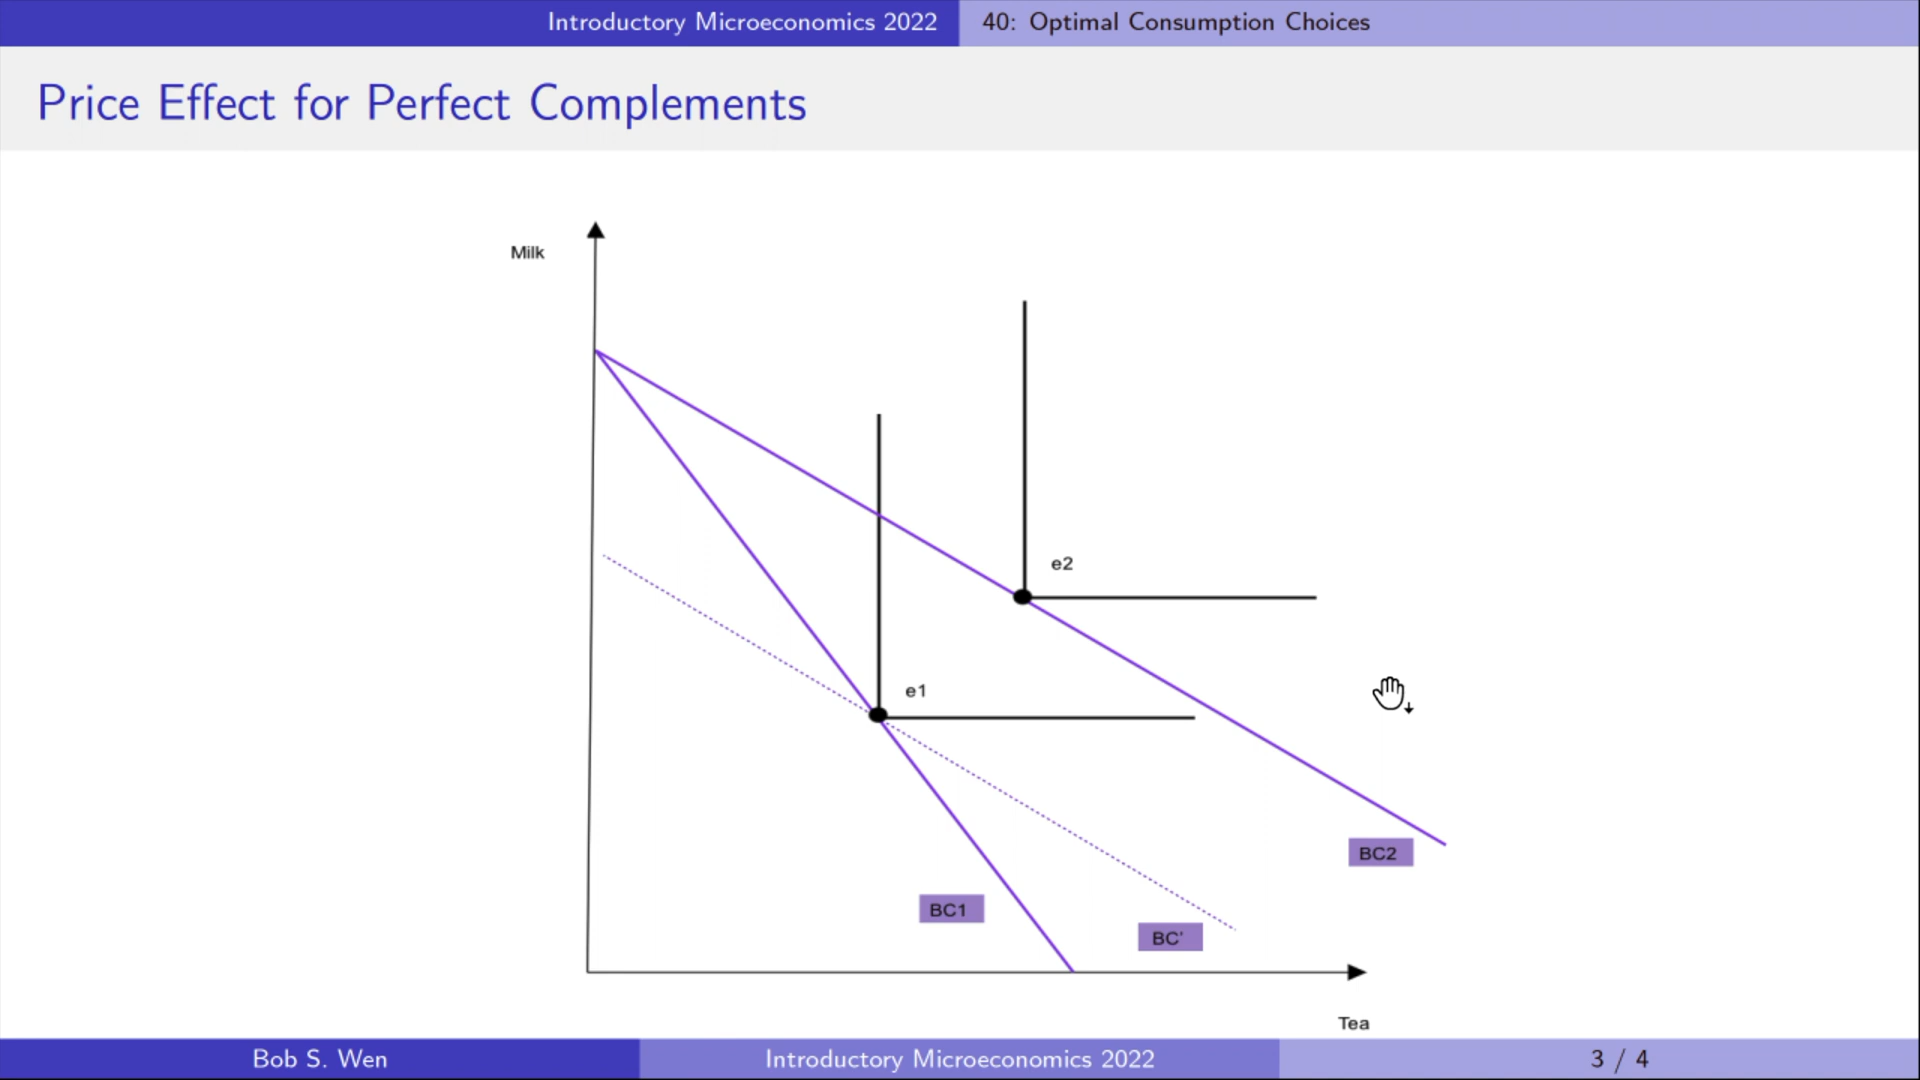 Introductory Microeconomics 2022
40: Optimal Consumption Choices
Price Effect for Perfect Complements
Milk
e2
e1
BC2
BC1
BC'
Tea
Bob S. Wen
Introductory Microeconomics 2022
3 / 4